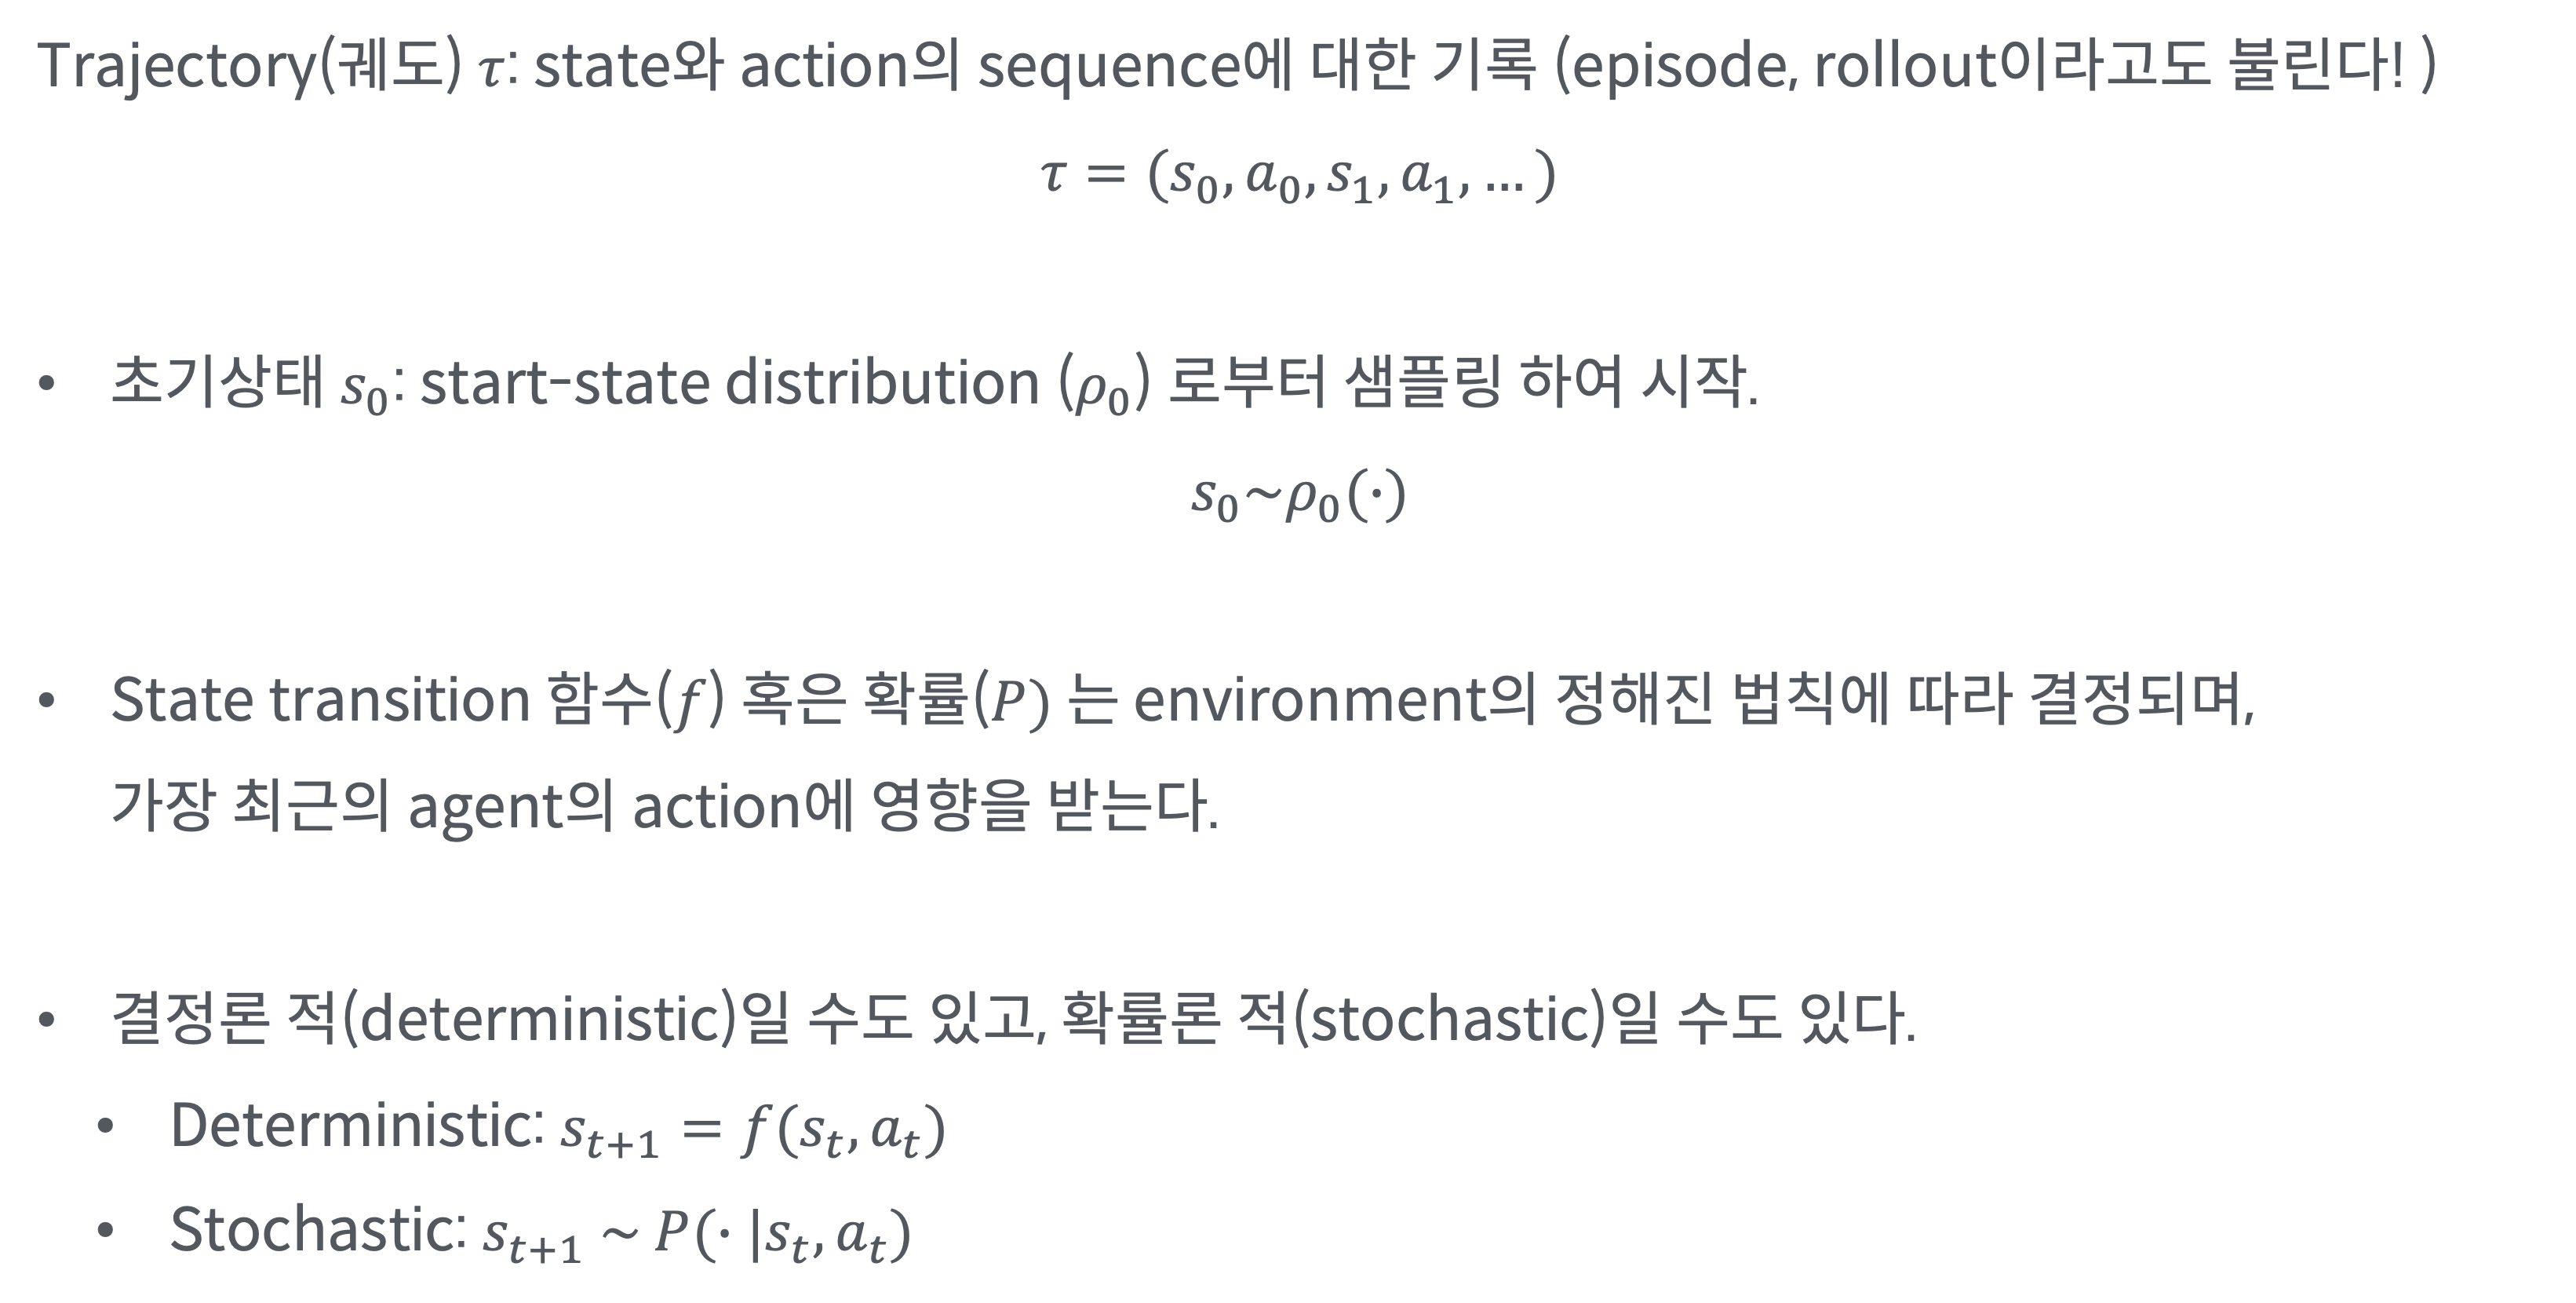 Trajectory(궤도) τ: state와 action의 sequence에 대한 기록 (episode, rollout이라고도 불린다! )
τ = (s₀, a₀, s₁, a₁, … )
• 초기상태 s₀: start-state distribution (ρ₀) 로부터 샘플링 하여 시작.
s₀~ρ₀(·)
• State transition 함수(f) 혹은 확률(P) 는 environment의 정해진 법칙에 따라 결정되며,
가장 최근의 agent의 action에 영향을 받는다.
• 결정론 적(deterministic)일 수도 있고, 확률론 적(stochastic)일 수도 있다.
• Deterministic: sₜ₊₁ = f(sₜ, aₜ)
• Stochastic: sₜ₊₁ ~ P(· |sₜ, aₜ)